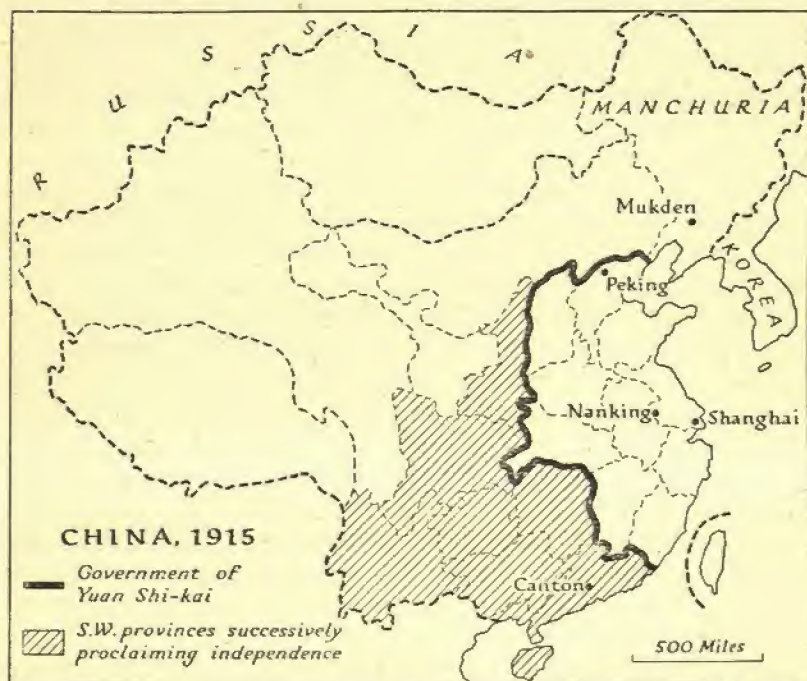 RUSSIA
MANCHURIA
Mukden
KOREA
Peking
Nanking
Shanghai
CHINA, 1915
Government of
Yuan Shi-kai
Canton
S.W. provinces successively
proclaiming independence
500 Miles